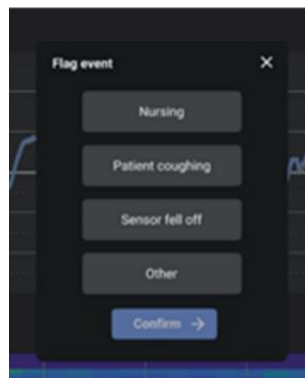 Flag event
Nursing
Patient coughing
Sensor fell off
Other
Confirm